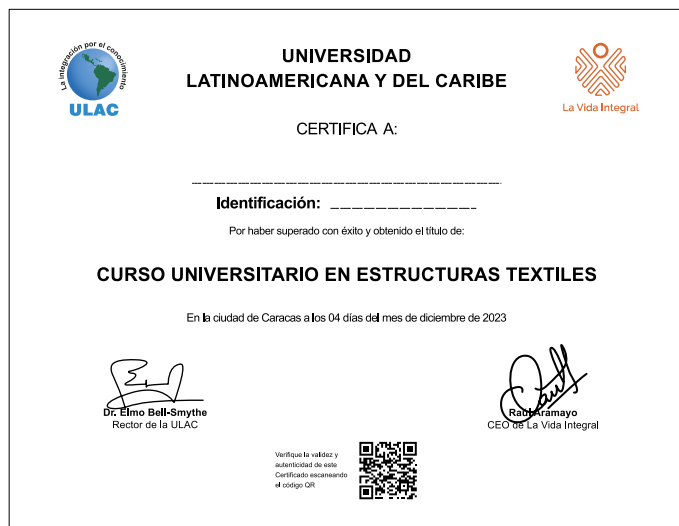 La integración por el conocimiento
ULAC
UNIVERSIDAD
LATINOAMERICANA Y DEL CARIBE
La Vida Integral
CERTIFICA A:
Identificación:
Por haber superado con éxito y obtenido el título de:
CURSO UNIVERSITARIO EN ESTRUCTURAS TEXTILES
En la ciudad de Caracas a los 04 días del mes de diciembre de 2023
Dr. Elmo Bell-Smythe
Rector de la ULAC
Raúl Aramayo
CEO de La Vida Integral
Verifique la validez y
autenticidad de este
Certificado escaneando
el código QR